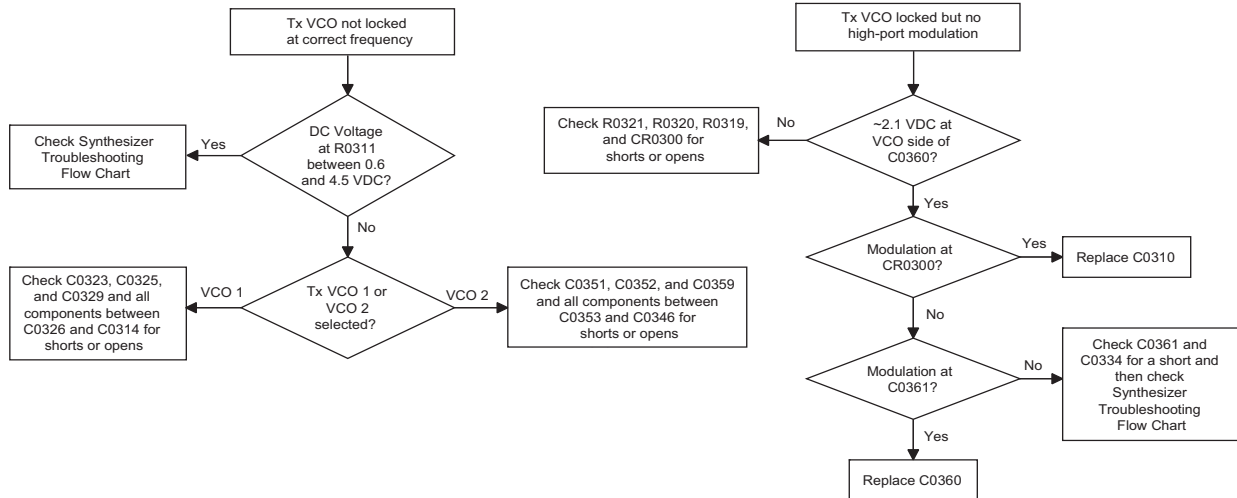 Tx VCO not locked
at correct frequency
DC Voltage
at R0311
between 0.6
and 4.5 VDC?
Yes
Check Synthesizer
Troubleshooting
Flow Chart
No
Tx VCO 1 or
VCO 2
selected?
VCO 1
Check C0323, C0325,
and C0329 and all
components between
C0326 and C0314 for
shorts or opens
VCO 2
Check C0351, C0352, and C0359
and all components between
C0353 and C0346 for
shorts or opens
Tx VCO locked but no
high-port modulation
~2.1 VDC at
VCO side of
C0360?
No
Check R0321, R0320, R0319,
and CR0300 for
shorts or opens
Yes
Modulation at
CR0300?
Yes
Replace C0310
No
Modulation at
C0361?
No
Check C0361 and
C0334 for a short and
then check
Synthesizer
Troubleshooting
Flow Chart
Yes
Replace C0360